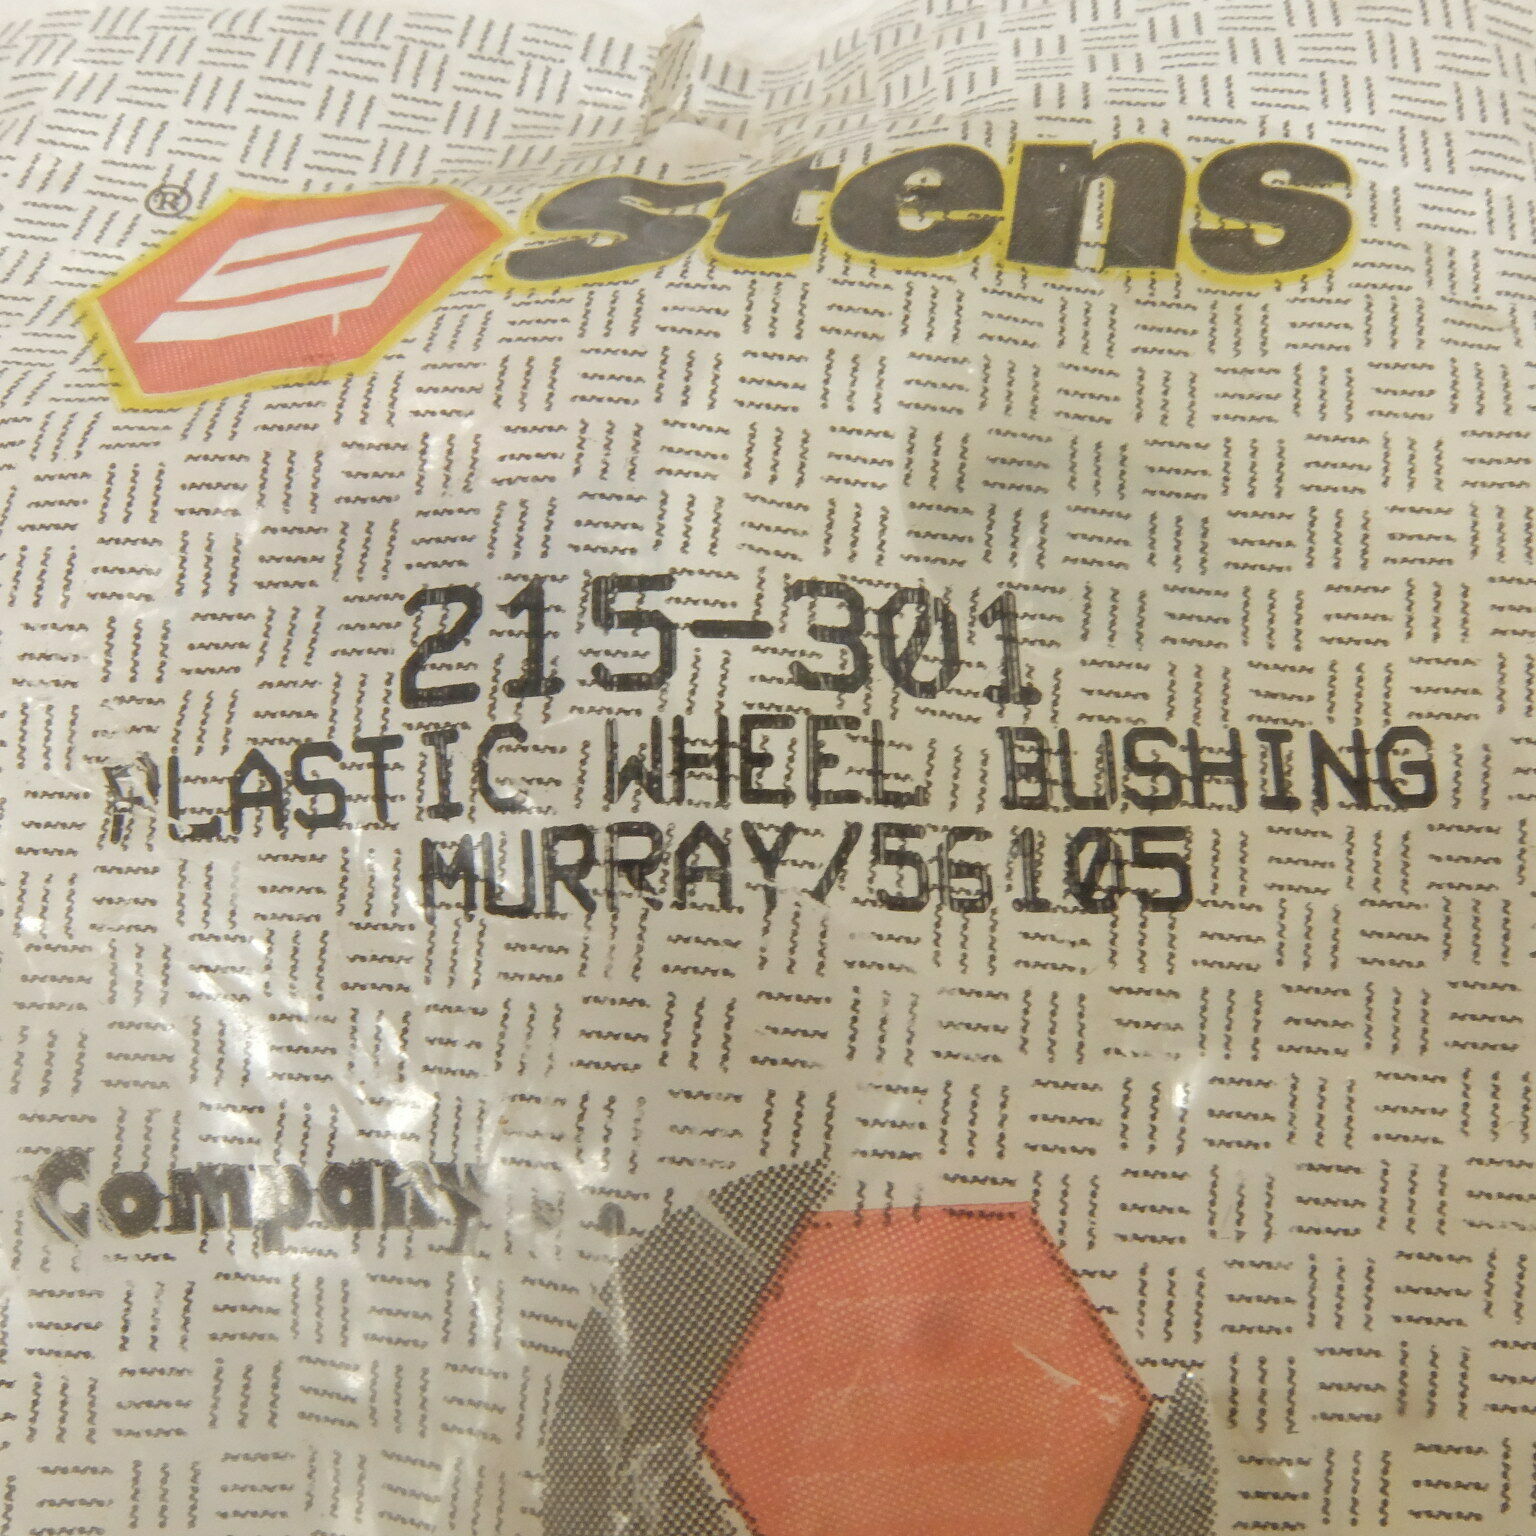 ® stens
215-301
PLASTIC WHEEL BUSHING
MURRAY/56105
Company